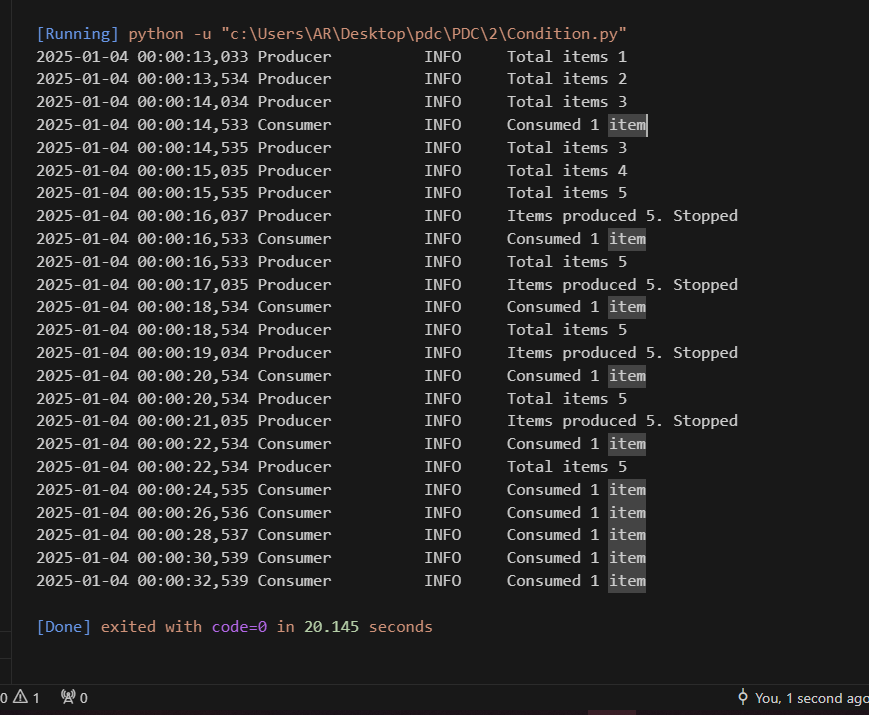 [Running] python -u "c:\Users\AR\Desktop\pdc\PDC\2\Condition.py"
2025-01-04 00:00:13,033 Producer INFO Total items 1
2025-01-04 00:00:13,534 Producer INFO Total items 2
2025-01-04 00:00:14,034 Producer INFO Total items 3
2025-01-04 00:00:14,533 Consumer INFO Consumed 1 item
2025-01-04 00:00:14,535 Producer INFO Total items 3
2025-01-04 00:00:15,035 Producer INFO Total items 4
2025-01-04 00:00:15,535 Producer INFO Total items 5
2025-01-04 00:00:16,037 Producer INFO Items produced 5. Stopped
2025-01-04 00:00:16,533 Consumer INFO Consumed 1 item
2025-01-04 00:00:16,533 Producer INFO Total items 5
2025-01-04 00:00:17,035 Producer INFO Items produced 5. Stopped
2025-01-04 00:00:18,534 Consumer INFO Consumed 1 item
2025-01-04 00:00:18,534 Producer INFO Total items 5
2025-01-04 00:00:19,034 Producer INFO Items produced 5. Stopped
2025-01-04 00:00:20,534 Consumer INFO Consumed 1 item
2025-01-04 00:00:20,534 Producer INFO Total items 5
2025-01-04 00:00:21,035 Producer INFO Items produced 5. Stopped
2025-01-04 00:00:22,534 Consumer INFO Consumed 1 item
2025-01-04 00:00:22,534 Producer INFO Total items 5
2025-01-04 00:00:24,535 Consumer INFO Consumed 1 item
2025-01-04 00:00:26,536 Consumer INFO Consumed 1 item
2025-01-04 00:00:28,537 Consumer INFO Consumed 1 item
2025-01-04 00:00:30,539 Consumer INFO Consumed 1 item
2025-01-04 00:00:32,539 Consumer INFO Consumed 1 item
[Done] exited with code=0 in 20.145 seconds
0 1 0 You, 1 second ago